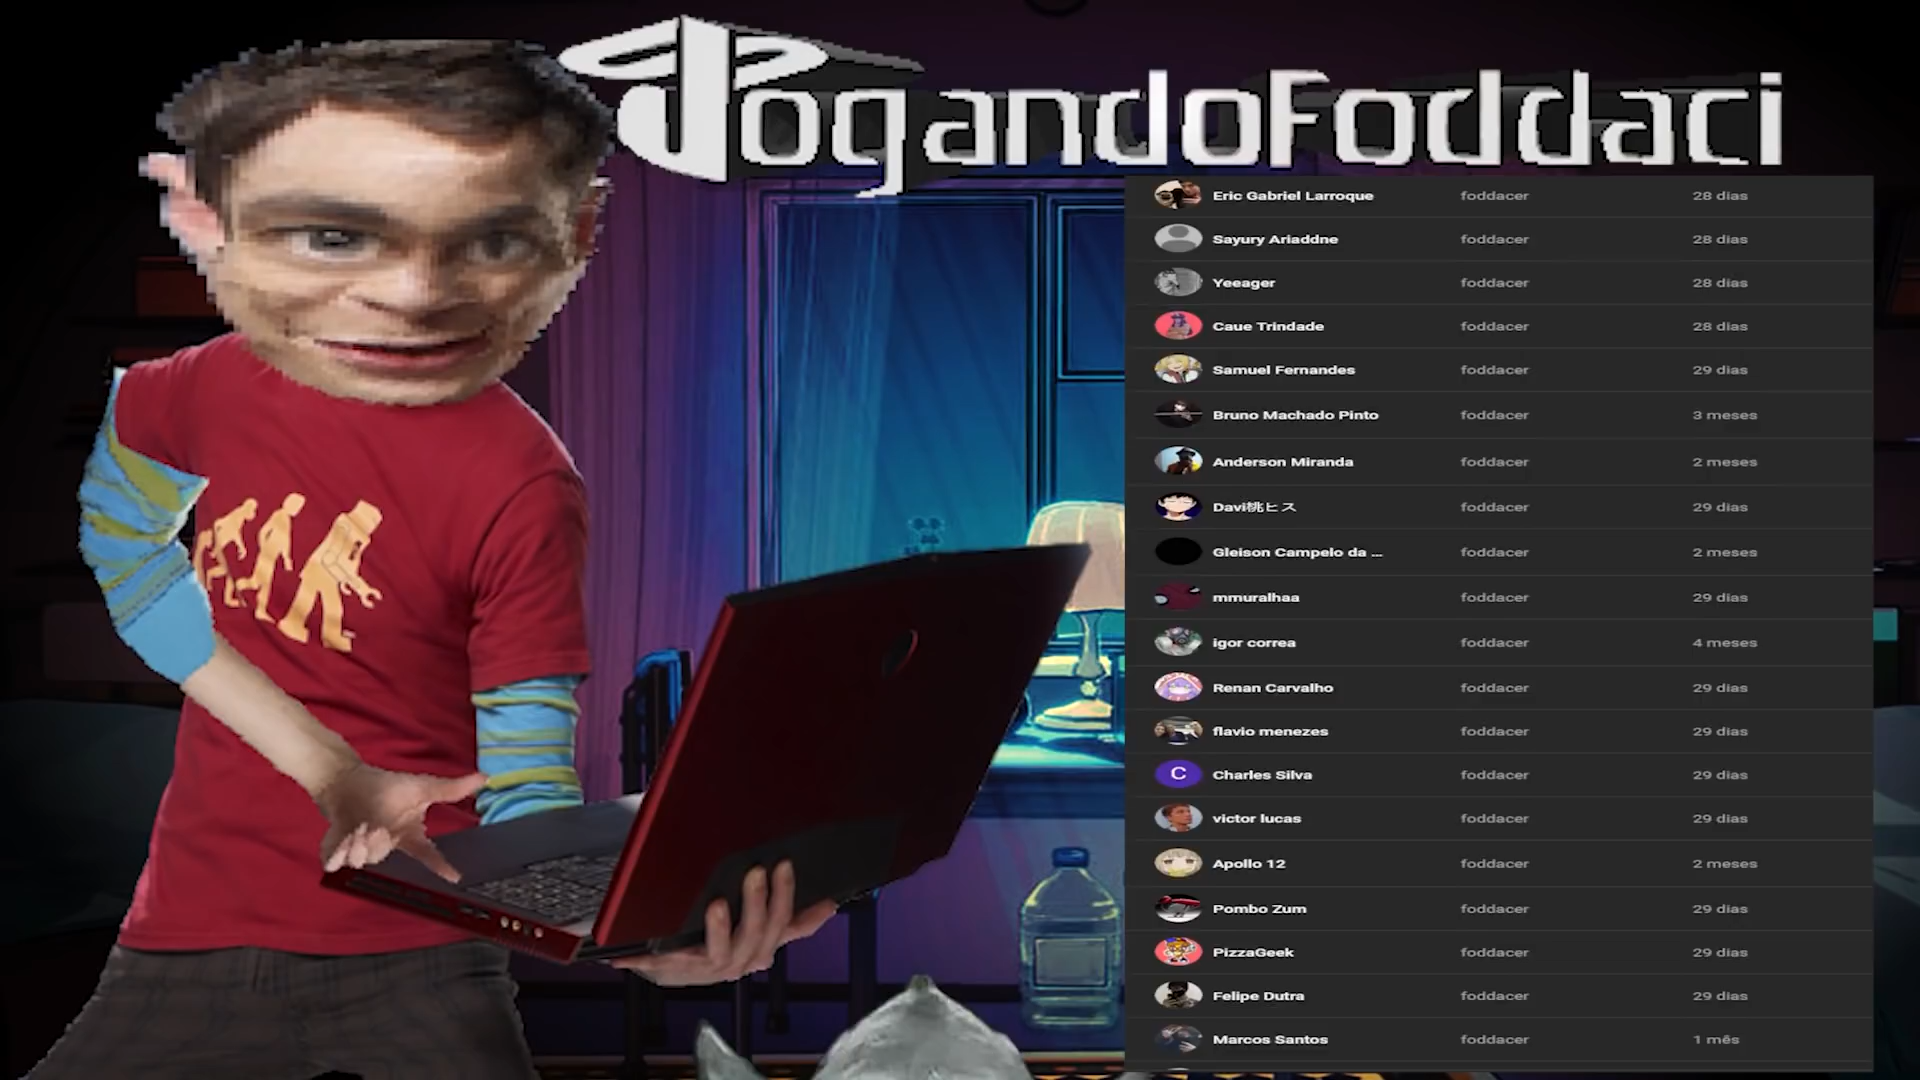 JogandoFoddaci
Eric Gabriel Larroque foddacer 28 dias
Sayury Ariaddne foddacer 28 dias
Yeeager foddacer 28 dias
Caue Trindade foddacer 28 dias
Samuel Fernandes foddacer 29 dias
Bruno Machado Pinto foddacer 3 meses
Anderson Miranda foddacer 2 meses
Davi桃ヒス foddacer 29 dias
Gleison Campelo da ... foddacer 2 meses
mmuralhaa foddacer 29 dias
igor correa foddacer 4 meses
Renan Carvalho foddacer 29 dias
flavio menezes foddacer 29 dias
C Charles Silva foddacer 29 dias
victor lucas foddacer 29 dias
Apollo 12 foddacer 2 meses
Pombo Zum foddacer 29 dias
PizzaGeek foddacer 29 dias
Felipe Dutra foddacer 29 dias
Marcos Santos foddacer 1 mês